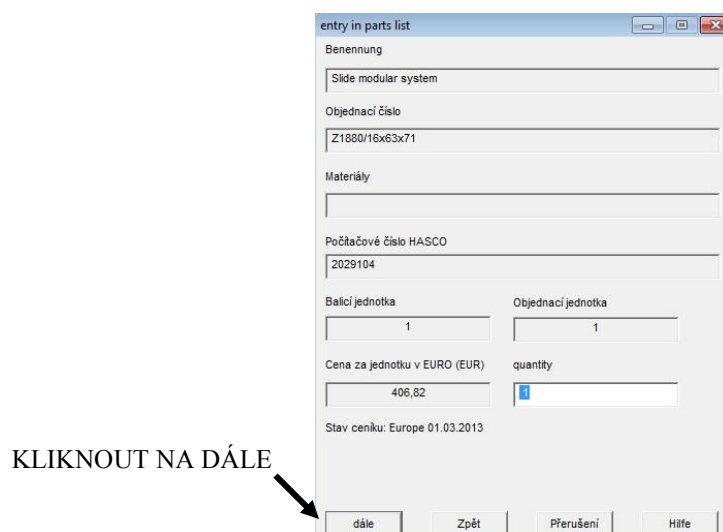 entry in parts list
Benennung
Slide modular system
Objednací číslo
Z1880/16x63x71
Materiály
Počítačové číslo HASCO
2029104
Balicí jednotka Objednací jednotka
1 1
Cena za jednotku v EURO (EUR) quantity
406,82 1
Stav ceníku: Europe 01.03.2013
KLIKNOUT NA DÁLE
dále Zpět Přerušení Hilfe